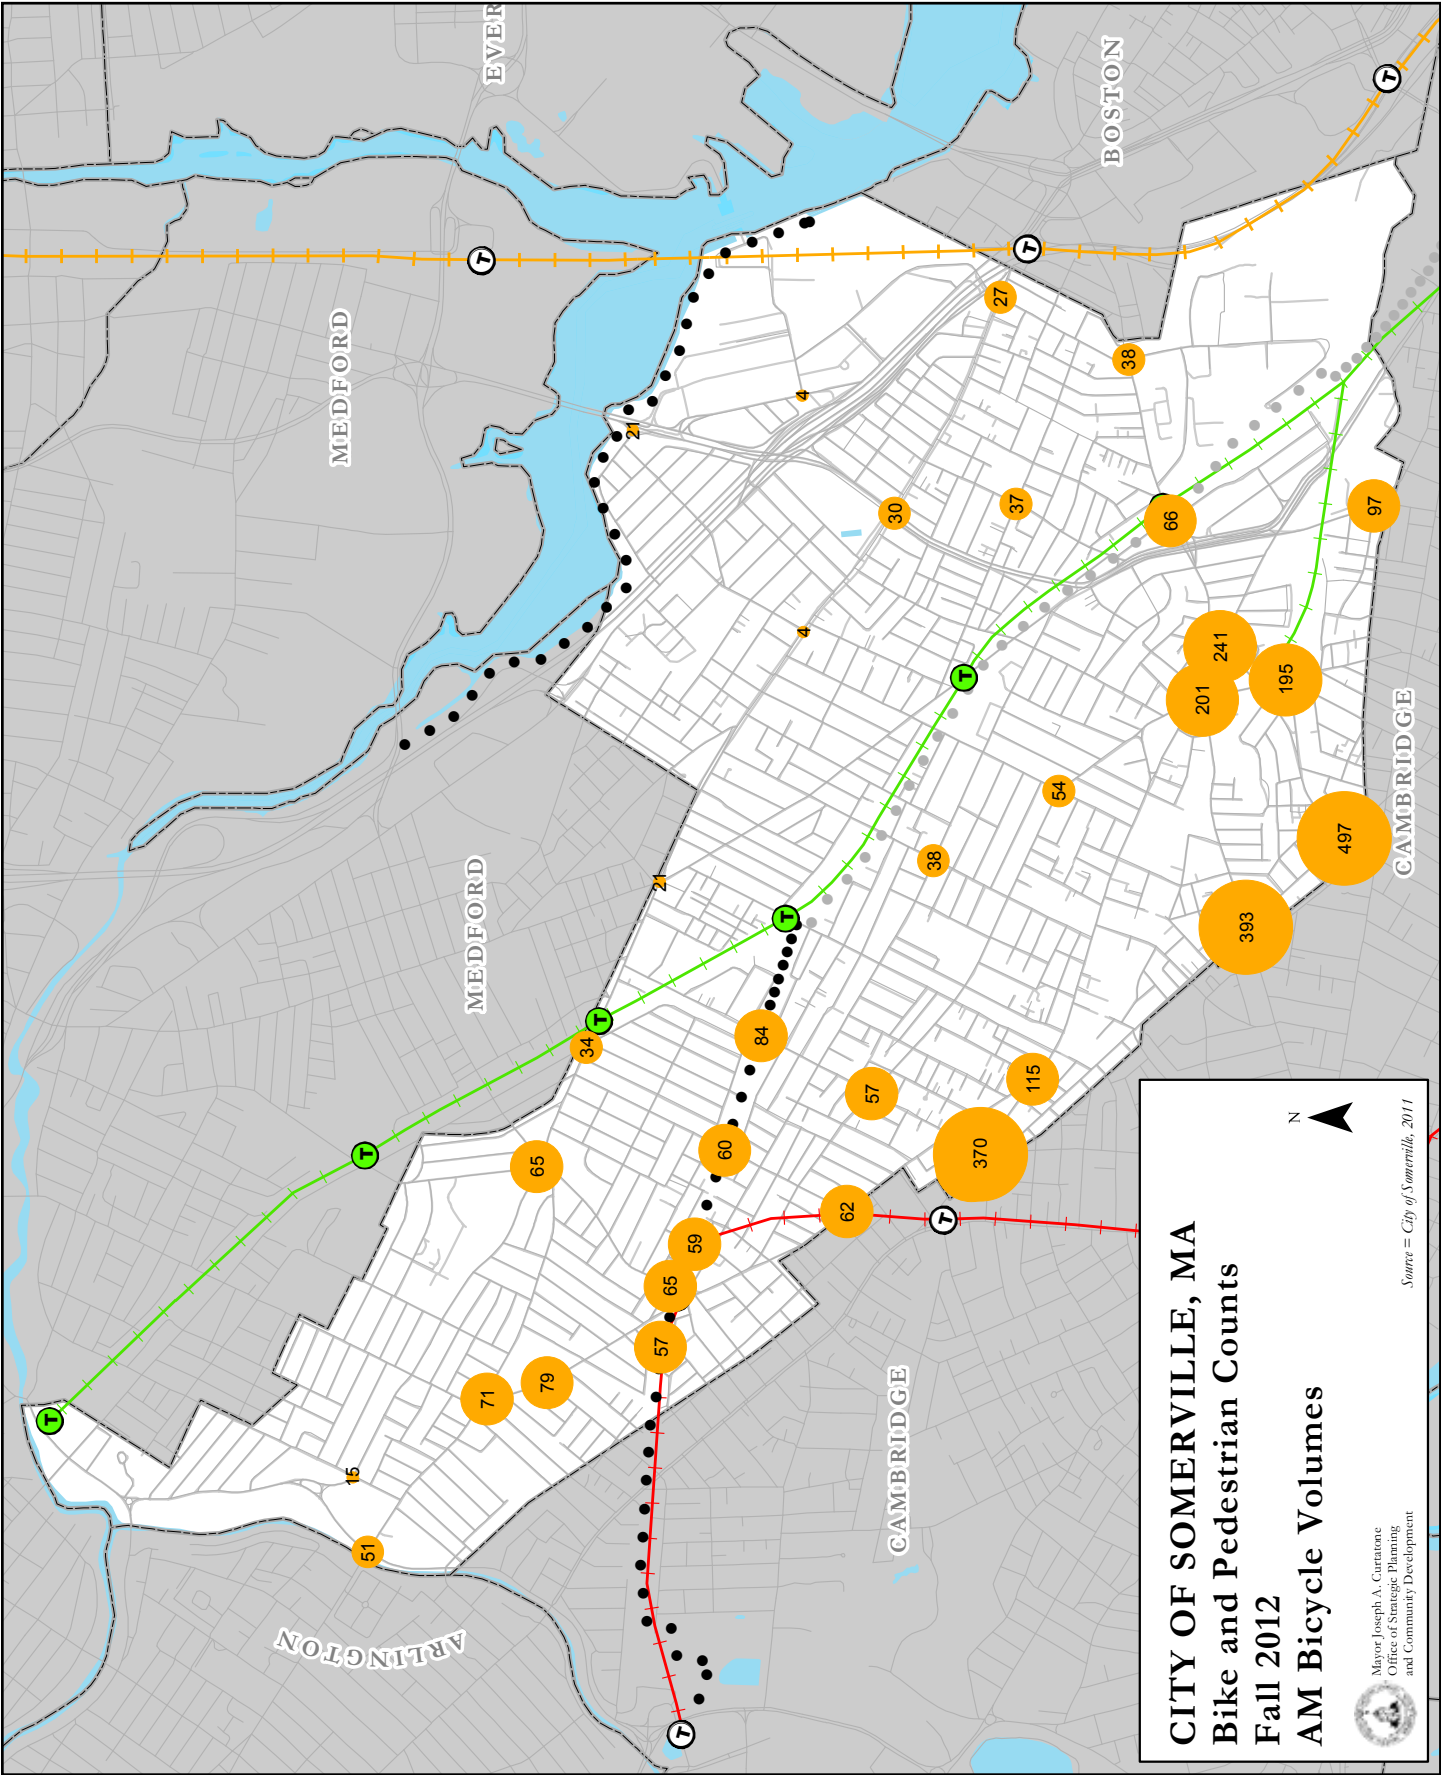 T
MEDFORD
15
T
51
ARLINGTON
MEDFORD
T
71
EVER
65
79
34
T
21
21
57
65
T
59
60
84
T
4
4
62
57
30
CAMBRIDGE
38
T
T
370
27
37
T
115
54
BOSTON
38
66
201
241
393
195
497
97
T
CAMBRIDGE
CITY OF SOMERVILLE, MA
Bike and Pedestrian Counts
Fall 2012
AM Bicycle Volumes
N
Mayor Joseph A. Curtatone
Office of Strategic Planning
and Community Development
Source = City of Somerville, 2011